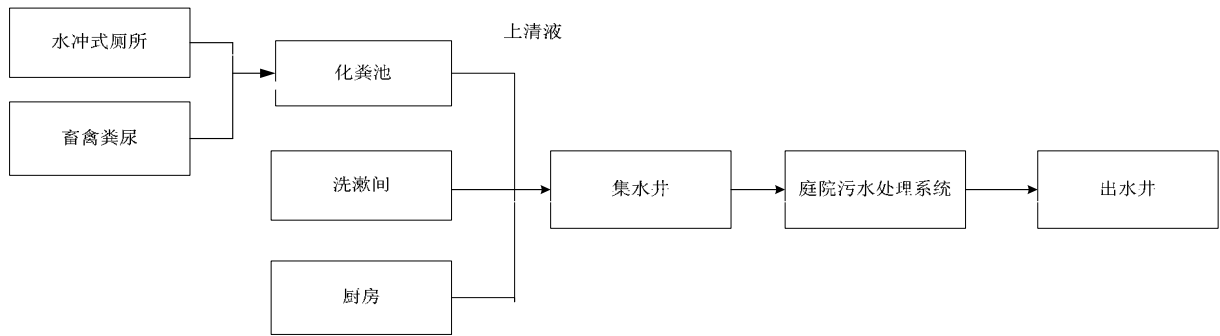 水冲式厕所
畜禽粪尿
化粪池
上清液
洗漱间
厨房
集水井
庭院污水处理系统
出水井